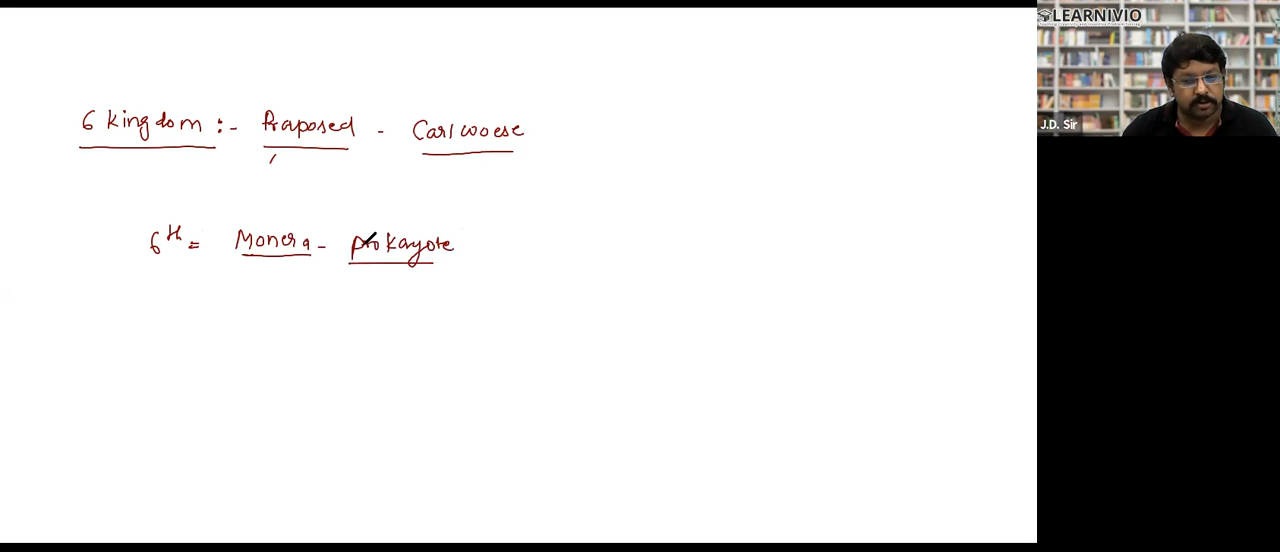 LEARNIVIO
J.D. Sir
6 kingdom :- Praposed - Carl woese
6th = Monera - prokayote